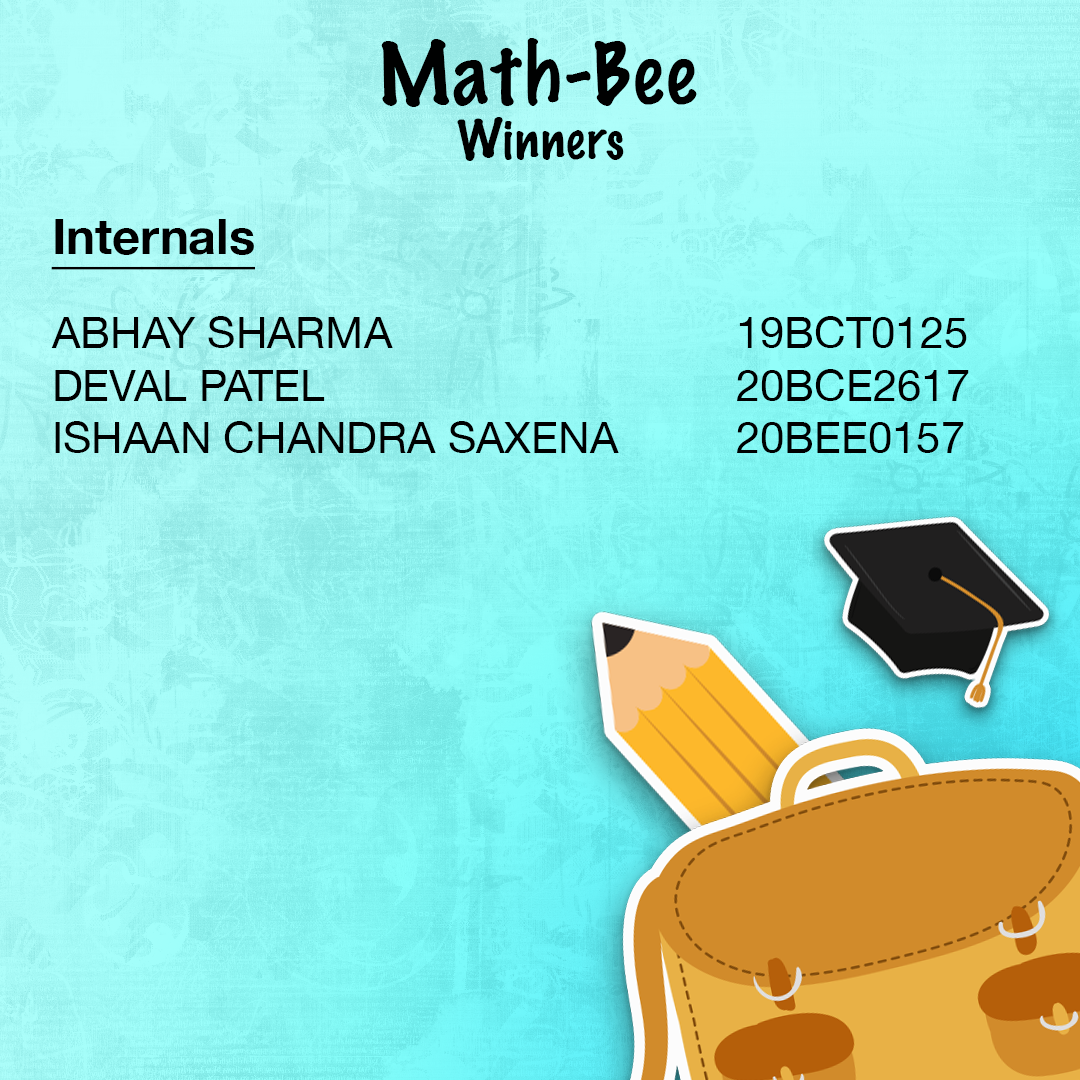 Math-Bee
Winners
Internals
ABHAY SHARMA 19BCT0125
DEVAL PATEL 20BCE2617
ISHAAN CHANDRA SAXENA 20BEE0157